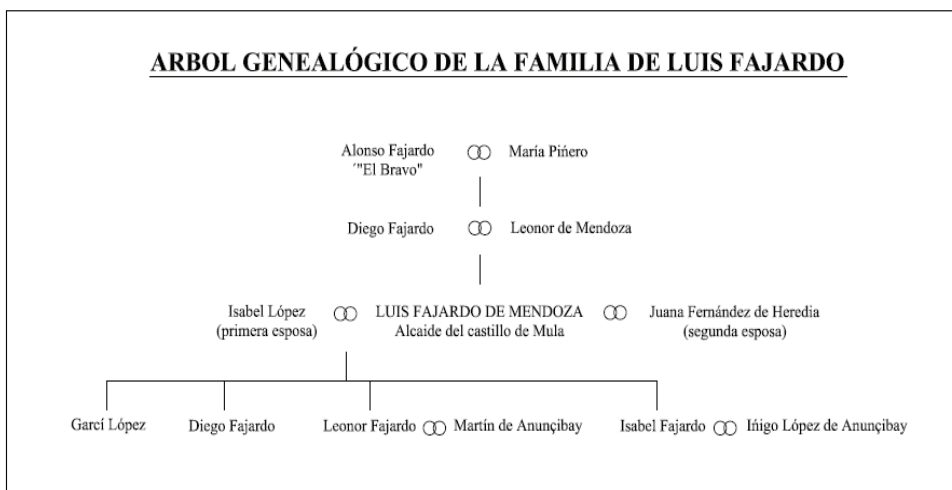 ARBOL GENEALÓGICO DE LA FAMILIA DE LUIS FAJARDO
Alonso Fajardo María Piñero
´"El Bravo"
Diego Fajardo Leonor de Mendoza
Isabel López LUIS FAJARDO DE MENDOZA Juana Fernández de Heredia
(primera esposa) Alcaide del castillo de Mula (segunda esposa)
Garcí López Diego Fajardo Leonor Fajardo Martín de Anunçibay Isabel Fajardo Iñigo López de Anunçibay